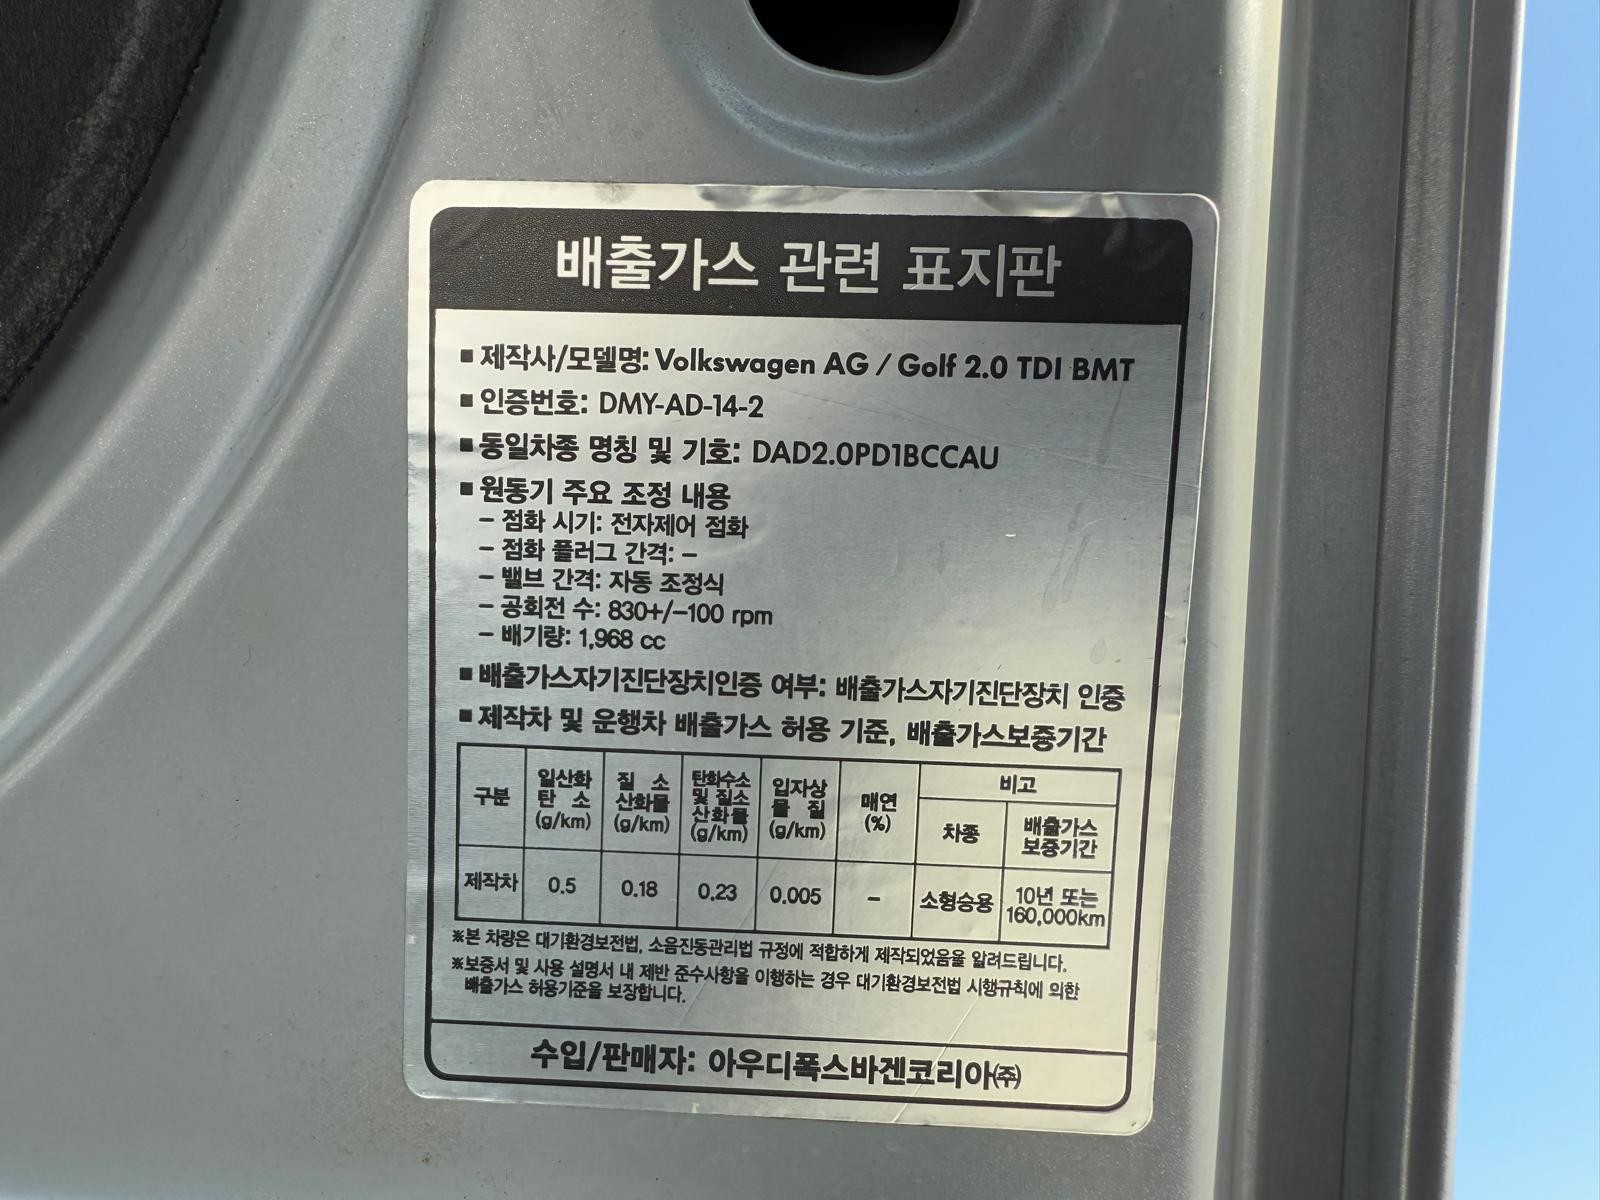 배출가스 관련 표지판
■ 제작사/모델명: Volkswagen AG / Golf 2.0 TDI BMT
■ 인증번호: DMY-AD-14-2
■ 동일차종 명칭 및 기호: DAD2.0PD1BCCAU
■ 원동기 주요 조정 내용
– 점화 시기: 전자제어 점화
– 점화 플러그 간격: –
– 밸브 간격: 자동 조정식
– 공회전 수: 830+/–100 rpm
– 배기량: 1,968 cc
■ 배출가스자기진단장치인증 여부: 배출가스자기진단장치 인증
■ 제작차 및 운행차 배출가스 허용 기준, 배출가스보증기간
구분 일산화탄소 (g/km) 질소산화물 (g/km) 탄화수소 및 질소산화물 (g/km) 입자상물질 (g/km) 매연 (%) 비고
차종 배출가스 보증기간
제작차 0.5 0.18 0.23 0.005 – 소형승용 10년 또는 160,000km
※본 차량은 대기환경보전법, 소음진동관리법 규정에 적합하게 제작되었음을 알려드립니다.
※보증서 및 사용 설명서 내 제반 준수사항을 이행하는 경우 대기환경보전법 시행규칙에 의한
배출가스 허용기준을 보장합니다.
수입/판매자: 아우디폭스바겐코리아㈜